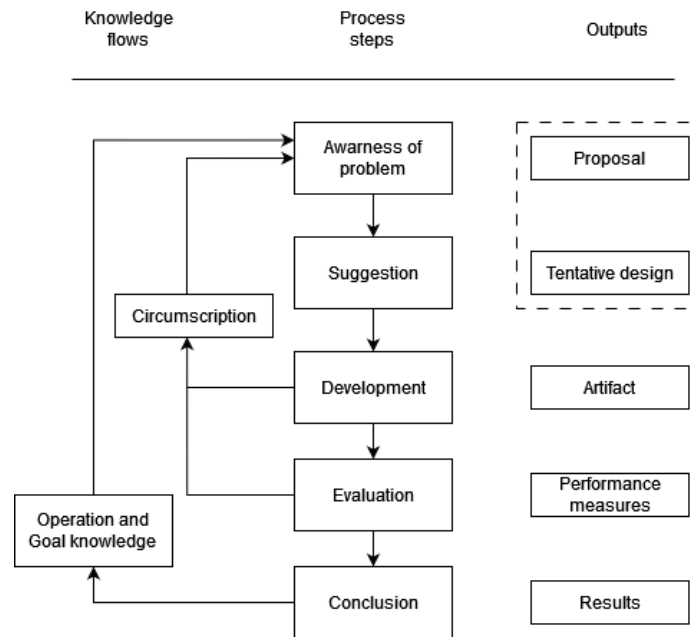 Knowledge
flows
Process
steps
Outputs
Awarness of
problem
Proposal
Suggestion
Tentative design
Circumscription
Development
Artifact
Evaluation
Performance
measures
Operation and
Goal knowledge
Conclusion
Results